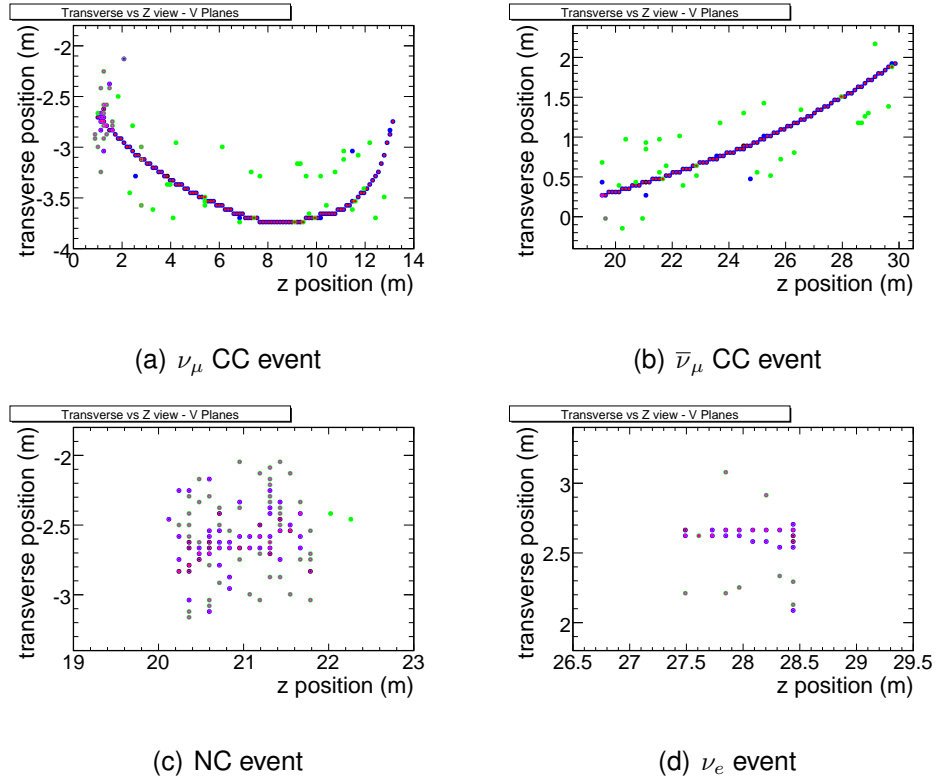 Transverse vs Z view - V Planes
transverse position (m)
-2
-2.5
-3
-3.5
-4
0 2 4 6 8 10 12 14
z position (m)
(a) ν_μ CC event
Transverse vs Z view - V Planes
transverse position (m)
2
1.5
1
0.5
0
20 22 24 26 28 30
z position (m)
(b) ν̅_μ CC event
Transverse vs Z view - V Planes
transverse position (m)
-2
-2.5
-3
19 20 21 22 23
z position (m)
(c) NC event
Transverse vs Z view - V Planes
transverse position (m)
3
2.5
2
26.5 27 27.5 28 28.5 29 29.5
z position (m)
(d) ν_e event